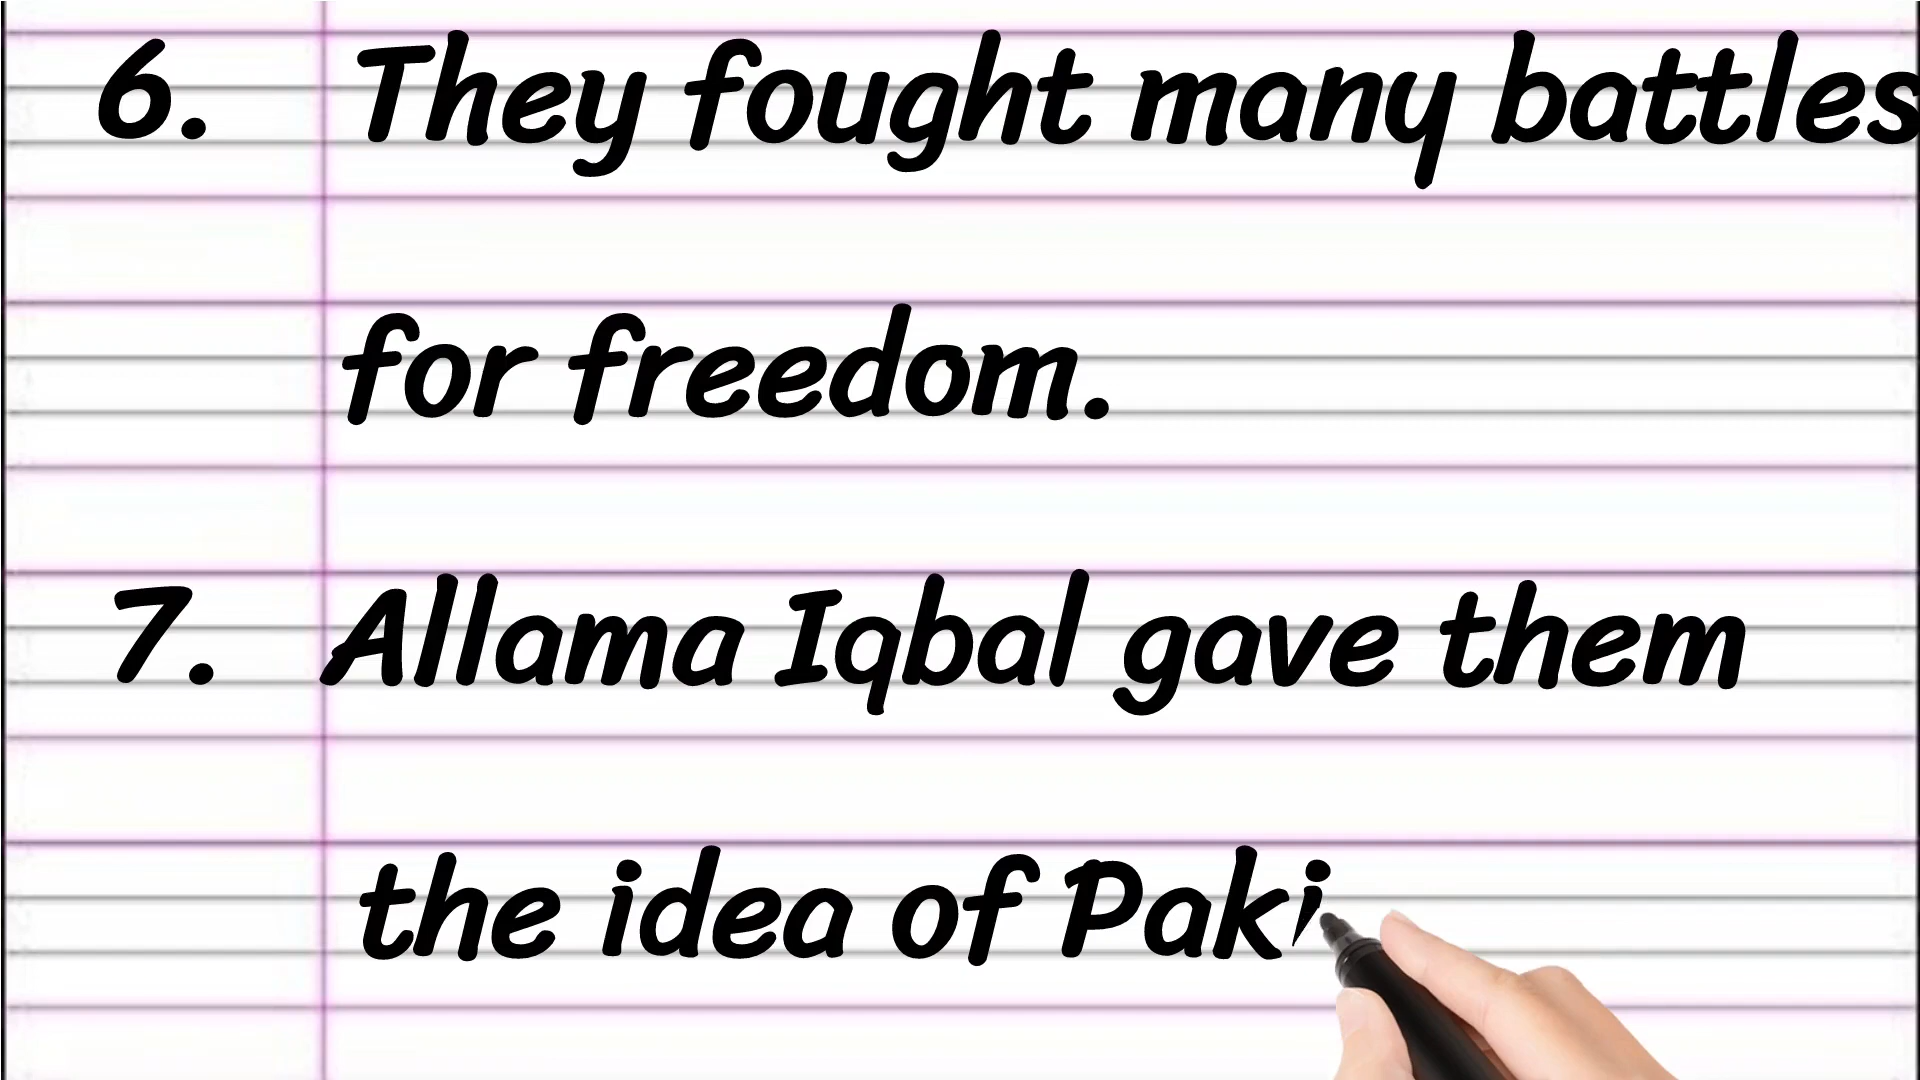 6. They fought many battles
for freedom.
7. Allama Iqbal gave them
the idea of Paki